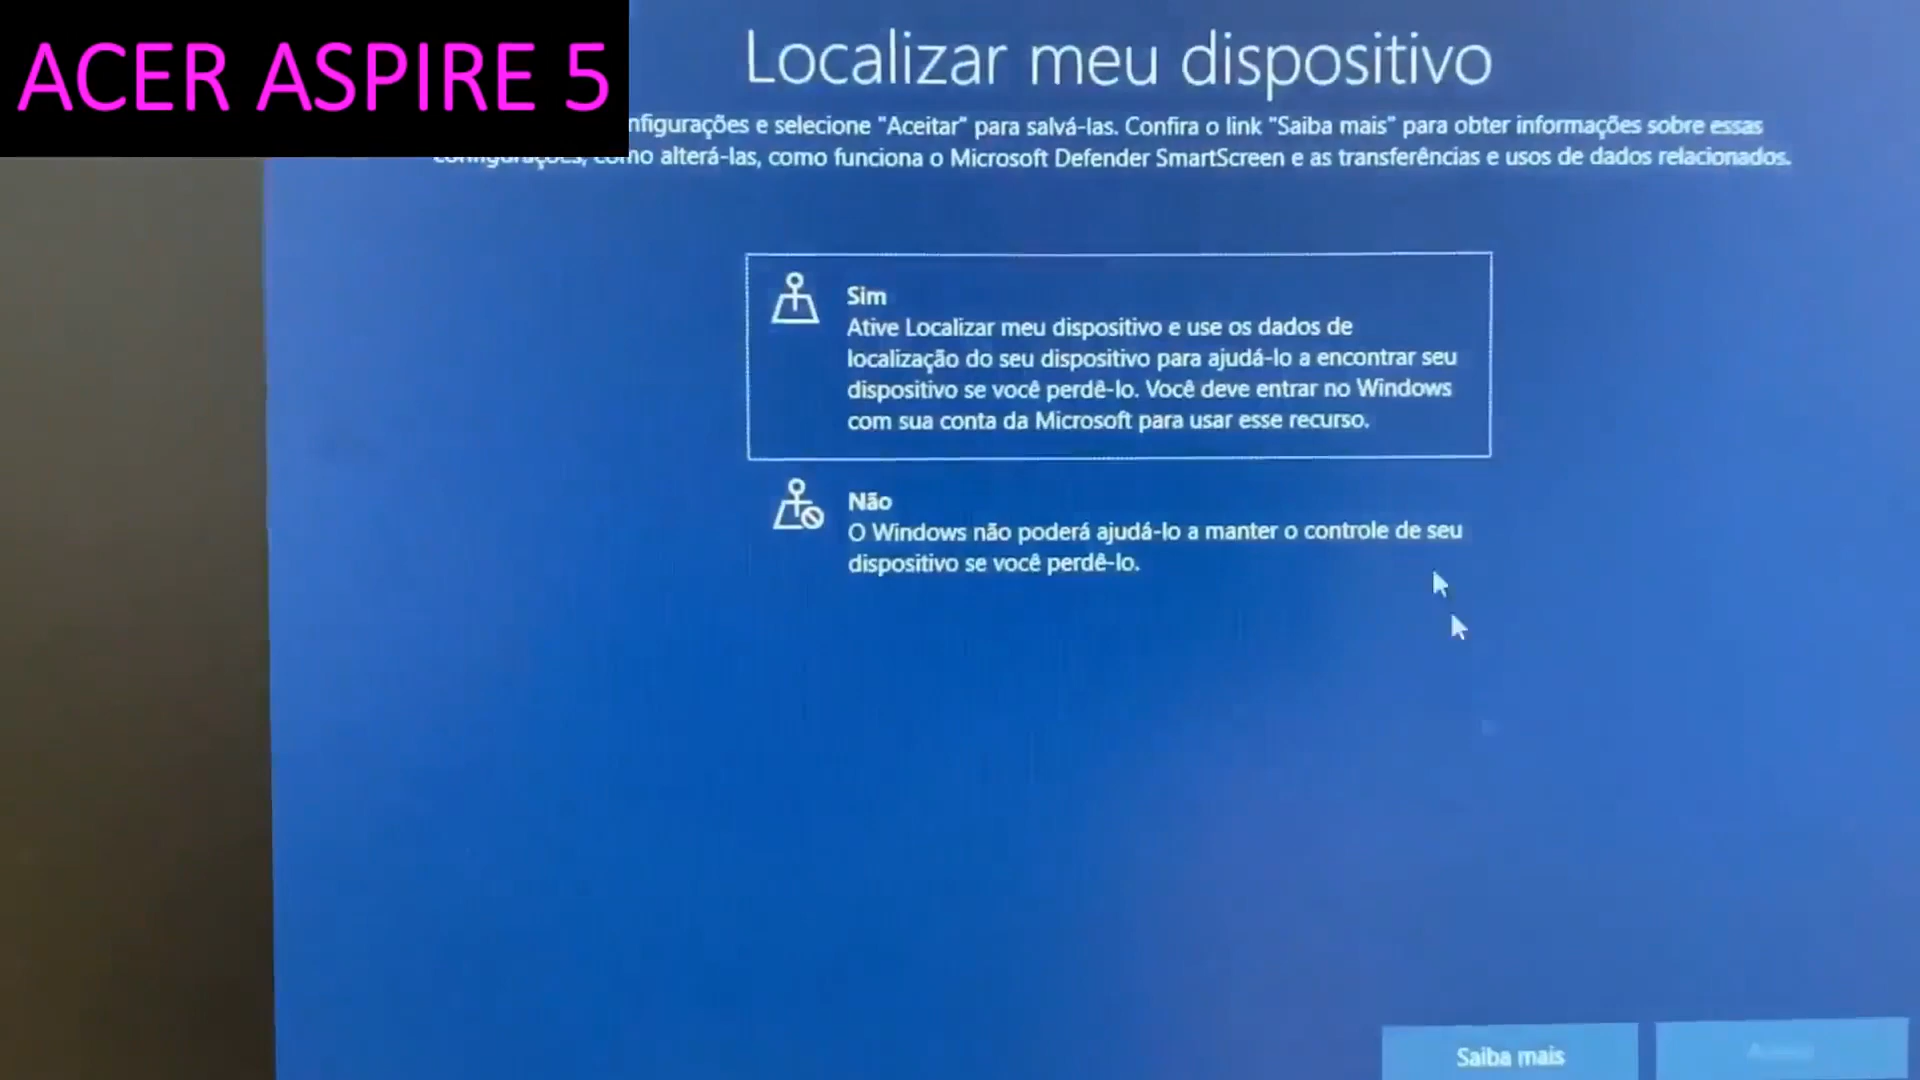 ACER ASPIRE 5
Localizar meu dispositivo
nfigurações e selecione "Aceitar" para salvá-las. Confira o link "Saiba mais" para obter informações sobre essas
configurações, como alterá-las, como funciona o Microsoft Defender SmartScreen e as transferências e usos de dados relacionados.
Sim
Ative Localizar meu dispositivo e use os dados de
localização do seu dispositivo para ajudá-lo a encontrar seu
dispositivo se você perdê-lo. Você deve entrar no Windows
com sua conta da Microsoft para usar esse recurso.
Não
O Windows não poderá ajudá-lo a manter o controle de seu
dispositivo se você perdê-lo.
Saiba mais